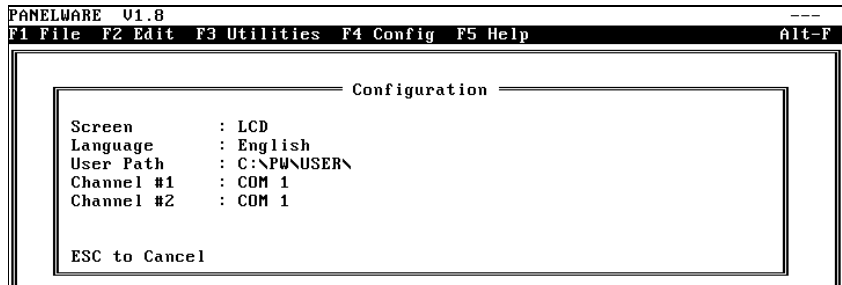 PANELWARE V1.8 ---
F1 File F2 Edit F3 Utilities F4 Config F5 Help Alt-F
Configuration
Screen : LCD
Language : English
User Path : C:\PW\USER\
Channel #1 : COM 1
Channel #2 : COM 1
ESC to Cancel